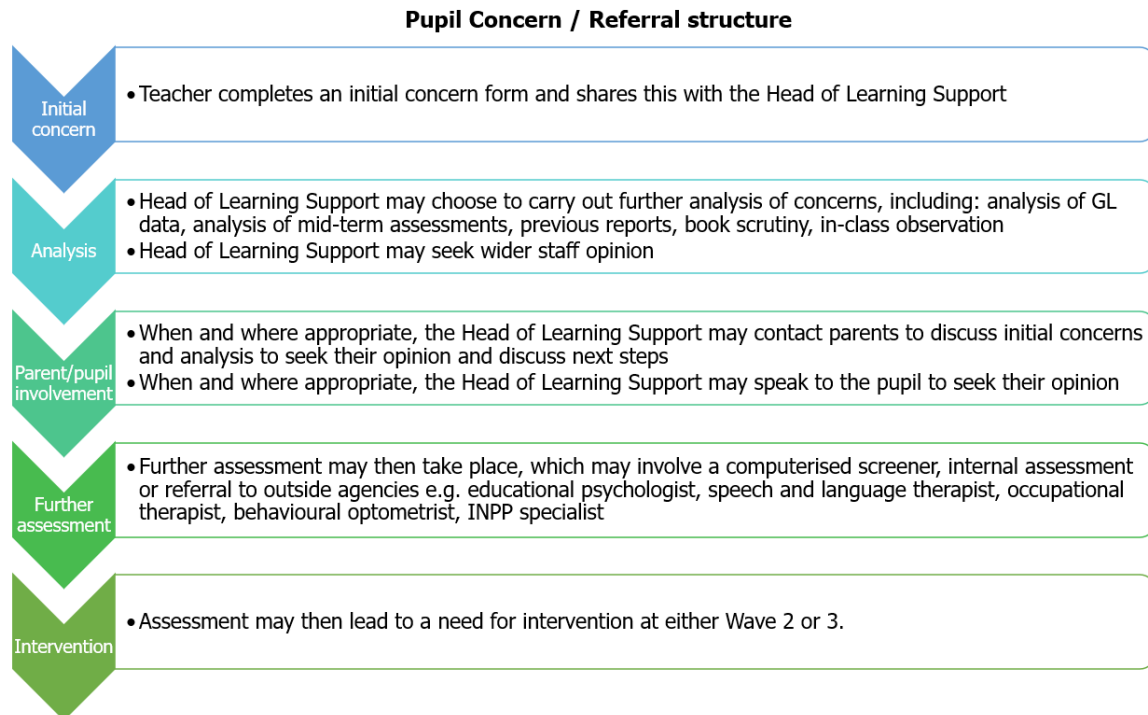 Pupil Concern / Referral structure
Initial
concern
• Teacher completes an initial concern form and shares this with the Head of Learning Support
Analysis
• Head of Learning Support may choose to carry out further analysis of concerns, including: analysis of GL
data, analysis of mid-term assessments, previous reports, book scrutiny, in-class observation
• Head of Learning Support may seek wider staff opinion
Parent/pupil
involvement
• When and where appropriate, the Head of Learning Support may contact parents to discuss initial concerns
and analysis to seek their opinion and discuss next steps
• When and where appropriate, the Head of Learning Support may speak to the pupil to seek their opinion
Further
assessment
• Further assessment may then take place, which may involve a computerised screener, internal assessment
or referral to outside agencies e.g. educational psychologist, speech and language therapist, occupational
therapist, behavioural optometrist, INPP specialist
Intervention
• Assessment may then lead to a need for intervention at either Wave 2 or 3.